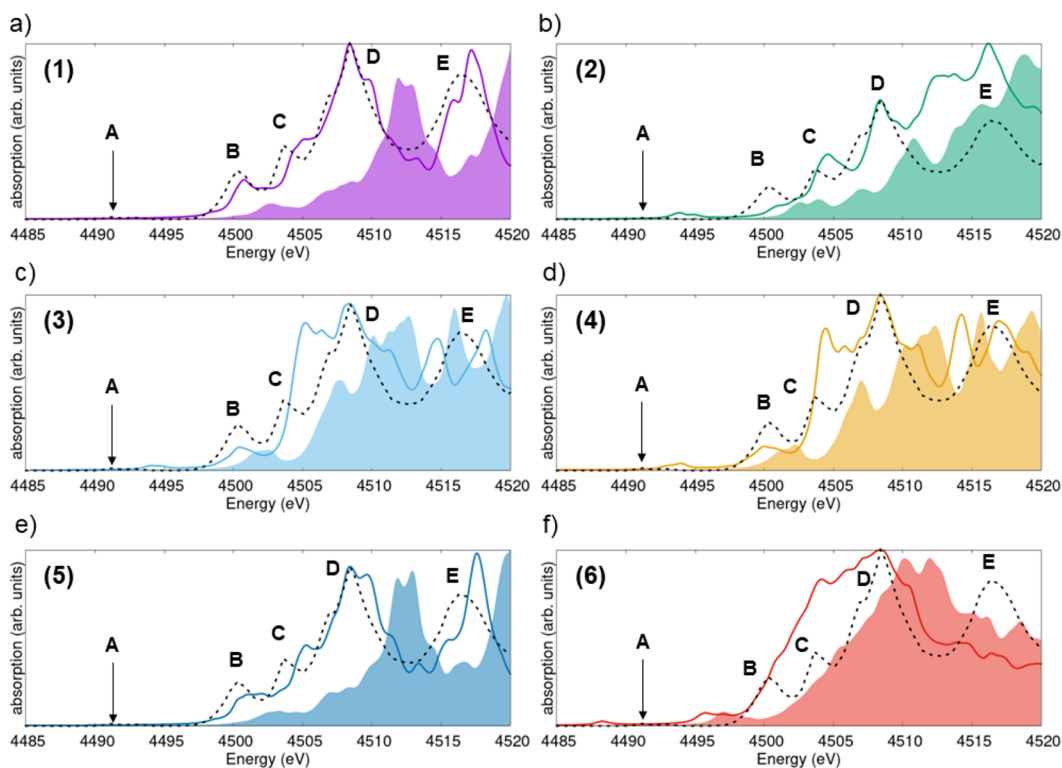 a)
absorption (arb. units)
(1)
A
B
C
D
E
4485 4490 4495 4500 4505 4510 4515 4520
Energy (eV)
b)
absorption (arb. units)
(2)
A
B
C
D
E
4485 4490 4495 4500 4505 4510 4515 4520
Energy (eV)
c)
absorption (arb. units)
(3)
A
B
C
D
E
4485 4490 4495 4500 4505 4510 4515 4520
Energy (eV)
d)
absorption (arb. units)
(4)
A
B
C
D
E
4485 4490 4495 4500 4505 4510 4515 4520
Energy (eV)
e)
absorption (arb. units)
(5)
A
B
C
D
E
4485 4490 4495 4500 4505 4510 4515 4520
Energy (eV)
f)
absorption (arb. units)
(6)
A
B
C
D
E
4485 4490 4495 4500 4505 4510 4515 4520
Energy (eV)